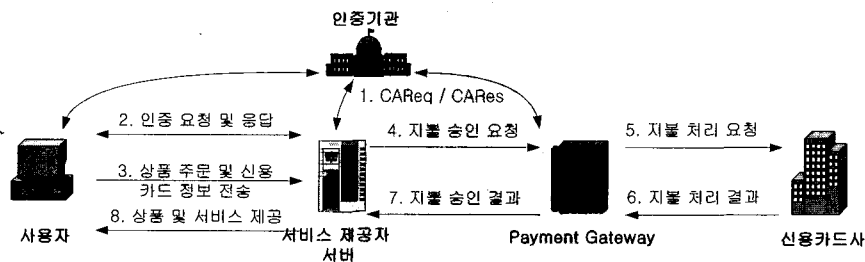 인증기관
1. CAReq / CARes
2. 인증 요청 및 응답
4. 지불 승인 요청
5. 지불 처리 요청
3. 상품 주문 및 신용
카드 정보 전송
7. 지불 승인 결과
6. 지불 처리 결과
8. 상품 및 서비스 제공
사용자
서비스 제공자
서버
Payment Gateway
신용카드사